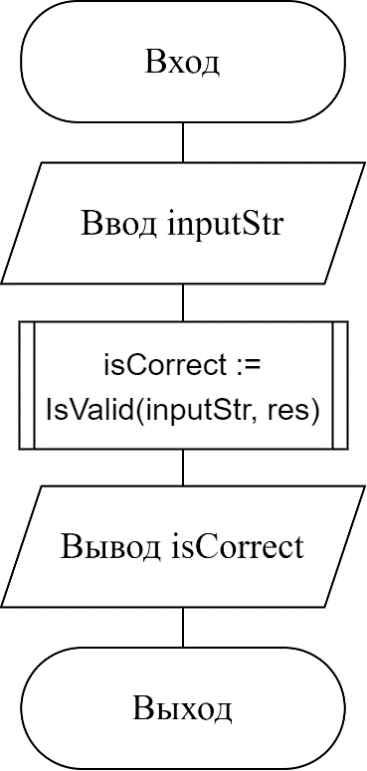 Вход
Ввод inputStr
isCorrect :=
IsValid(inputStr, res)
Вывод isCorrect
Выход